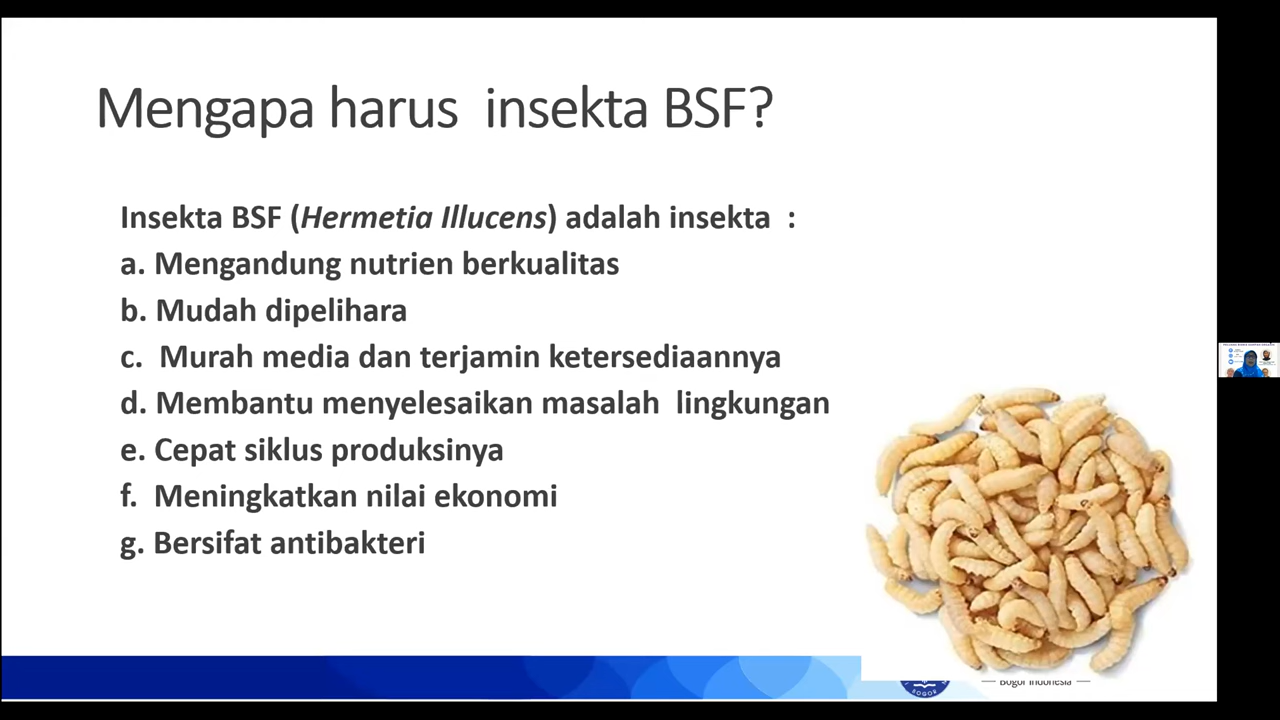 Mengapa harus insekta BSF?
Insekta BSF (Hermetia Illucens) adalah insekta :
a. Mengandung nutrien berkualitas
b. Mudah dipelihara
c. Murah media dan terjamin ketersediaannya
d. Membantu menyelesaikan masalah lingkungan
e. Cepat siklus produksinya
f. Meningkatkan nilai ekonomi
g. Bersifat antibakteri
BOGOR
— Bogor Indonesia —